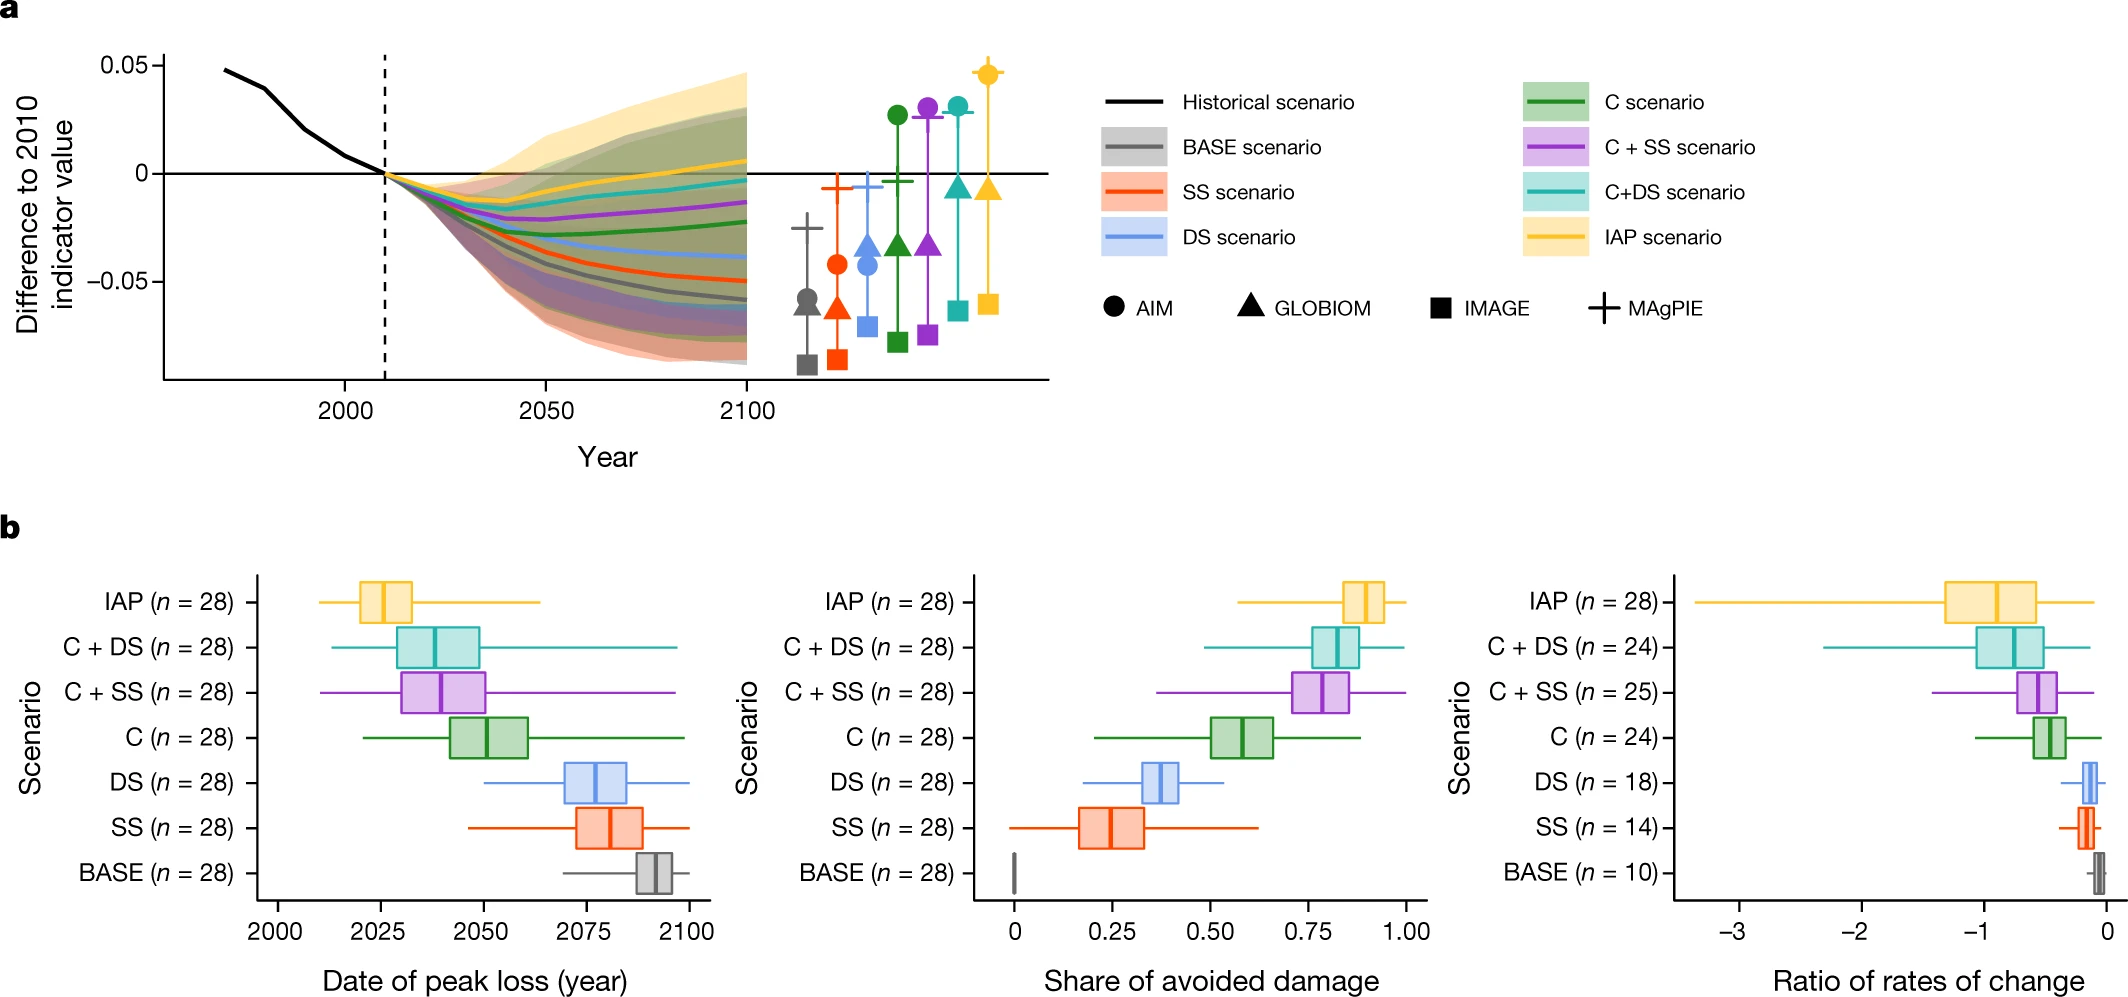 a
Difference to 2010
indicator value
0.05
0
−0.05
2000
2050
2100
Year
Historical scenario
BASE scenario
SS scenario
DS scenario
C scenario
C + SS scenario
C+DS scenario
IAP scenario
AIM
GLOBIOM
IMAGE
MAgPIE
b
Scenario
IAP (n = 28)
C + DS (n = 28)
C + SS (n = 28)
C (n = 28)
DS (n = 28)
SS (n = 28)
BASE (n = 28)
2000
2025
2050
2075
2100
Date of peak loss (year)
Scenario
IAP (n = 28)
C + DS (n = 28)
C + SS (n = 28)
C (n = 28)
DS (n = 28)
SS (n = 28)
BASE (n = 28)
0
0.25
0.50
0.75
1.00
Share of avoided damage
Scenario
IAP (n = 28)
C + DS (n = 24)
C + SS (n = 25)
C (n = 24)
DS (n = 18)
SS (n = 14)
BASE (n = 10)
−3
−2
−1
0
Ratio of rates of change